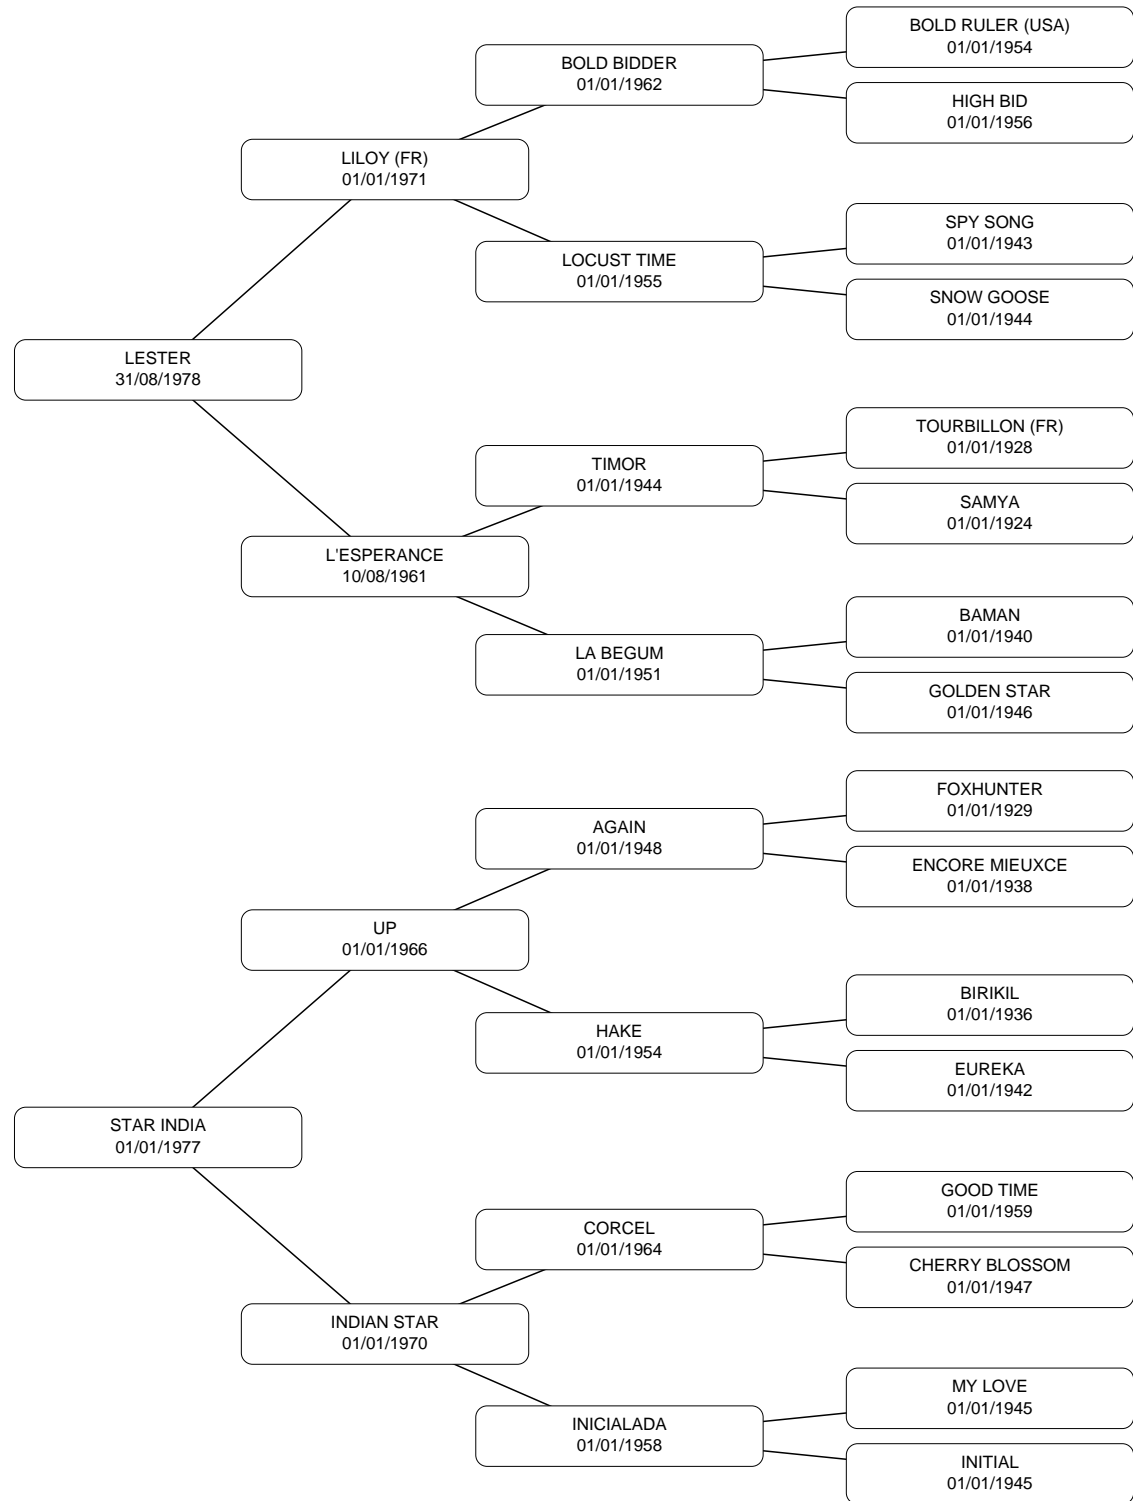 BOLD RULER (USA)
01/01/1954
BOLD BIDDER
01/01/1962
HIGH BID
01/01/1956
LILOY (FR)
01/01/1971
SPY SONG
01/01/1943
LOCUST TIME
01/01/1955
SNOW GOOSE
01/01/1944
LESTER
31/08/1978
TOURBILLON (FR)
01/01/1928
TIMOR
01/01/1944
SAMYA
01/01/1924
L'ESPERANCE
10/08/1961
BAMAN
01/01/1940
LA BEGUM
01/01/1951
GOLDEN STAR
01/01/1946
FOXHUNTER
01/01/1929
AGAIN
01/01/1948
ENCORE MIEUXCE
01/01/1938
UP
01/01/1966
BIRIKIL
01/01/1936
HAKE
01/01/1954
EUREKA
01/01/1942
STAR INDIA
01/01/1977
GOOD TIME
01/01/1959
CORCEL
01/01/1964
CHERRY BLOSSOM
01/01/1947
INDIAN STAR
01/01/1970
MY LOVE
01/01/1945
INICIALADA
01/01/1958
INITIAL
01/01/1945